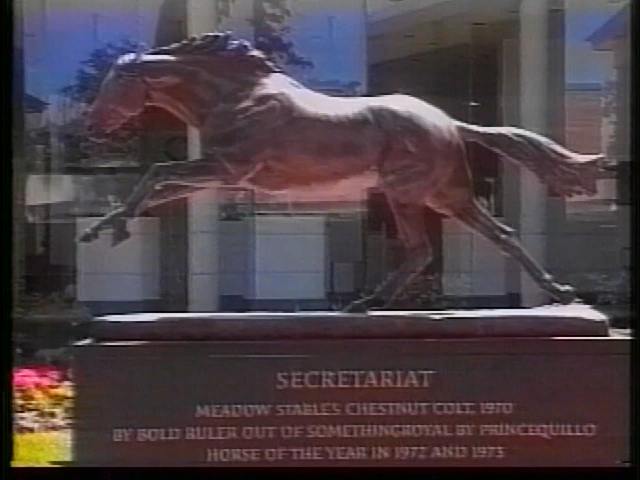 SECRETARIAT
MEADOW STABLES CHESTNUT COLT, 1970
BY BOLD RULER OUT OF SOMETHINGROYAL BY PRINCEQUILLO
HORSE OF THE YEAR IN 1972 AND 1973